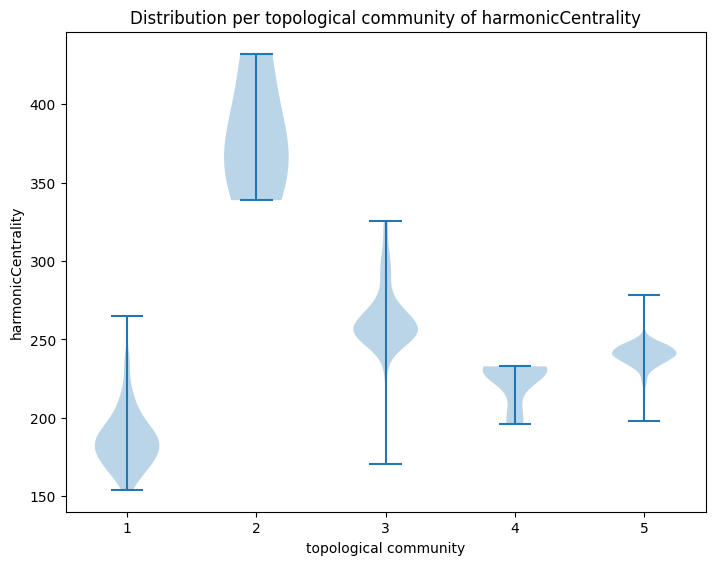 Distribution per topological community of harmonicCentrality
400
350
300
250
200
150
harmonicCentrality
1 2 3 4 5
topological community